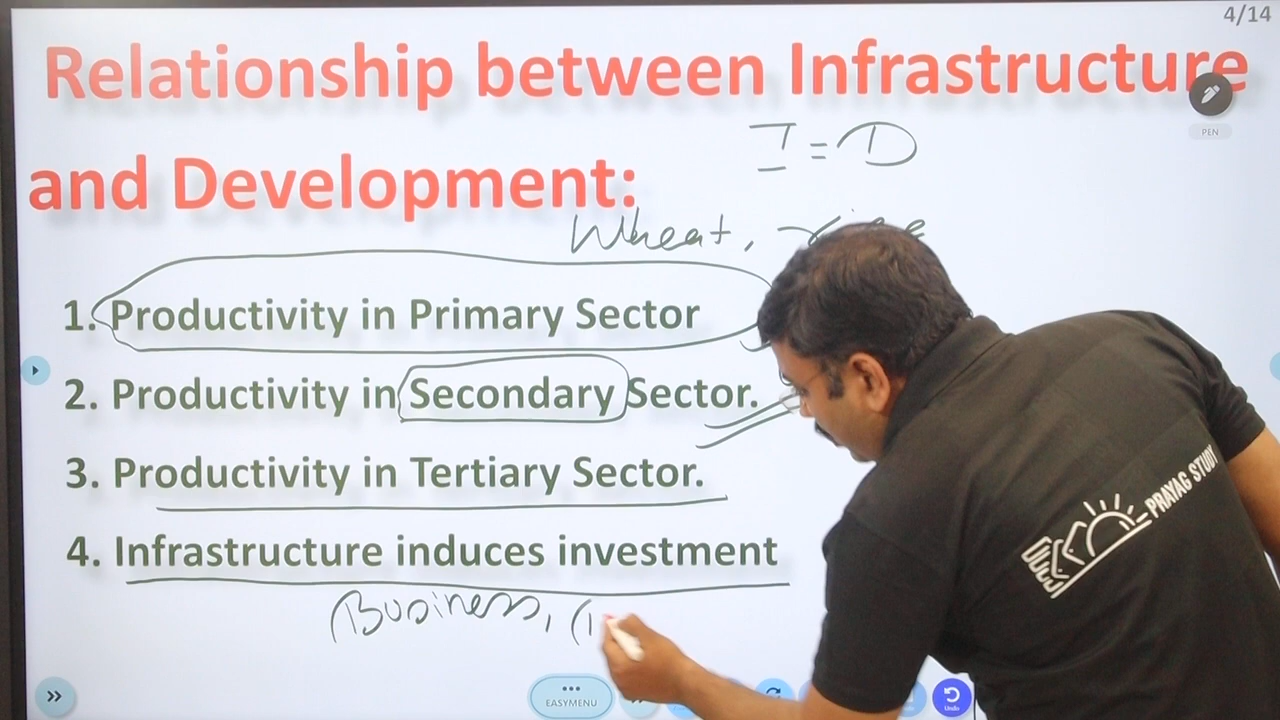 4/14
Relationship between Infrastructure
PEN
I = D
and Development:
Wheat,
1. Productivity in Primary Sector
2. Productivity in Secondary Sector.
3. Productivity in Tertiary Sector.
PRAYAG STUDY
4. Infrastructure induces investment
Business,
EASYMENU
Undo